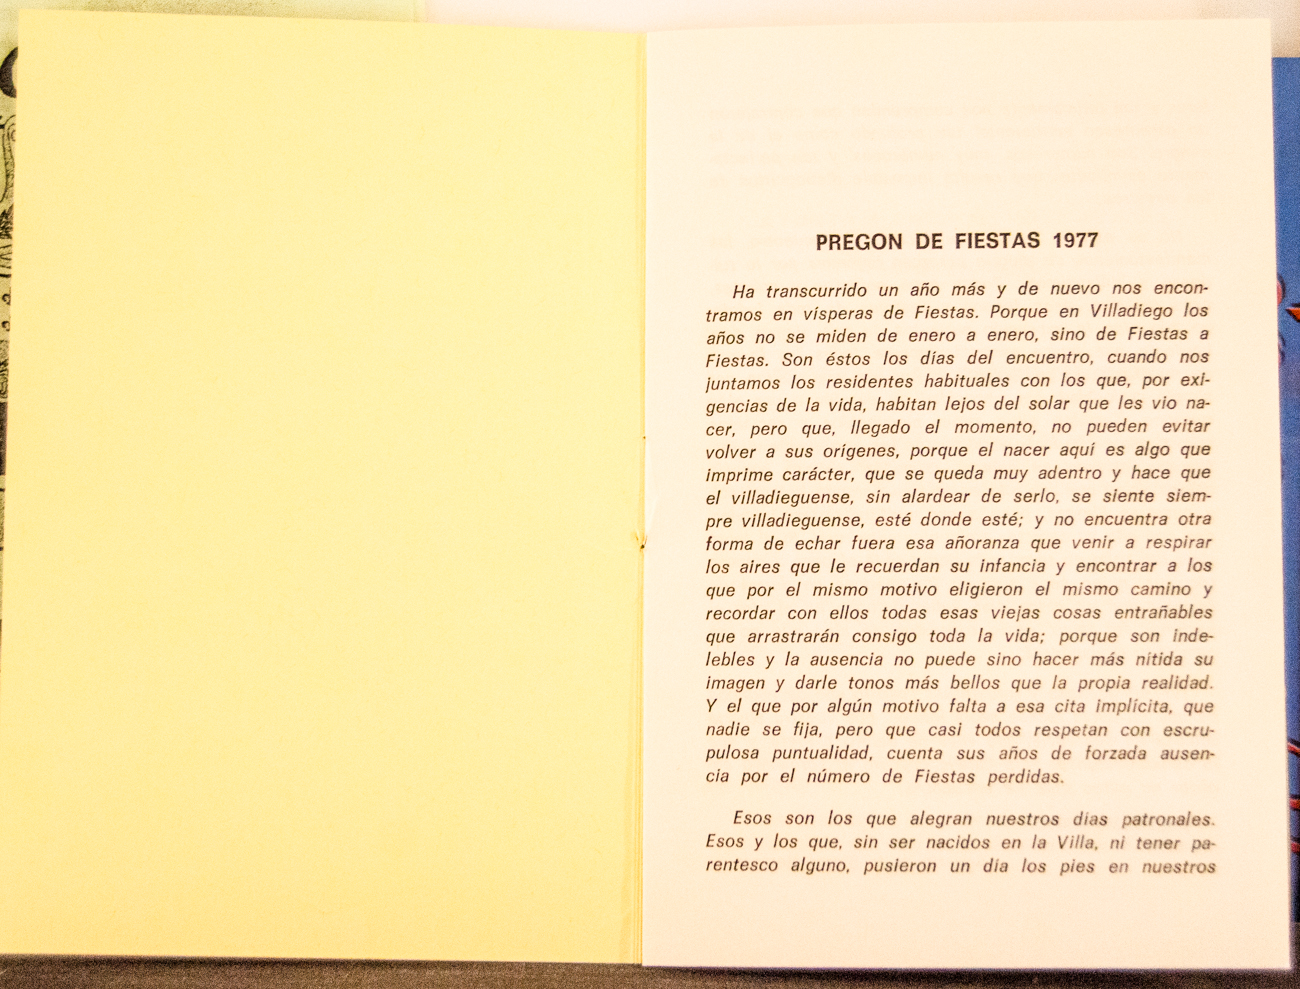 PREGON DE FIESTAS 1977
Ha transcurrido un año más y de nuevo nos encon-
tramos en vísperas de Fiestas. Porque en Villadiego los
años no se miden de enero a enero, sino de Fiestas a
Fiestas. Son éstos los días del encuentro, cuando nos
juntamos los residentes habituales con los que, por exi-
gencias de la vida, habitan lejos del solar que les vio na-
cer, pero que, llegado el momento, no pueden evitar
volver a sus orígenes, porque el nacer aquí es algo que
imprime carácter, que se queda muy adentro y hace que
el villadieguense, sin alardear de serlo, se siente siem-
pre villadieguense, esté donde esté; y no encuentra otra
forma de echar fuera esa añoranza que venir a respirar
los aires que le recuerdan su infancia y encontrar a los
que por el mismo motivo eligieron el mismo camino y
recordar con ellos todas esas viejas cosas entrañables
que arrastrarán consigo toda la vida; porque son inde-
lebles y la ausencia no puede sino hacer más nítida su
imagen y darle tonos más bellos que la propia realidad.
Y el que por algún motivo falta a esa cita implícita, que
nadie se fija, pero que casi todos respetan con escru-
pulosa puntualidad, cuenta sus años de forzada ausen-
cia por el número de Fiestas perdidas.
Esos son los que alegran nuestros días patronales.
Esos y los que, sin ser nacidos en la Villa, ni tener pa-
rentesco alguno, pusieron un día los pies en nuestros